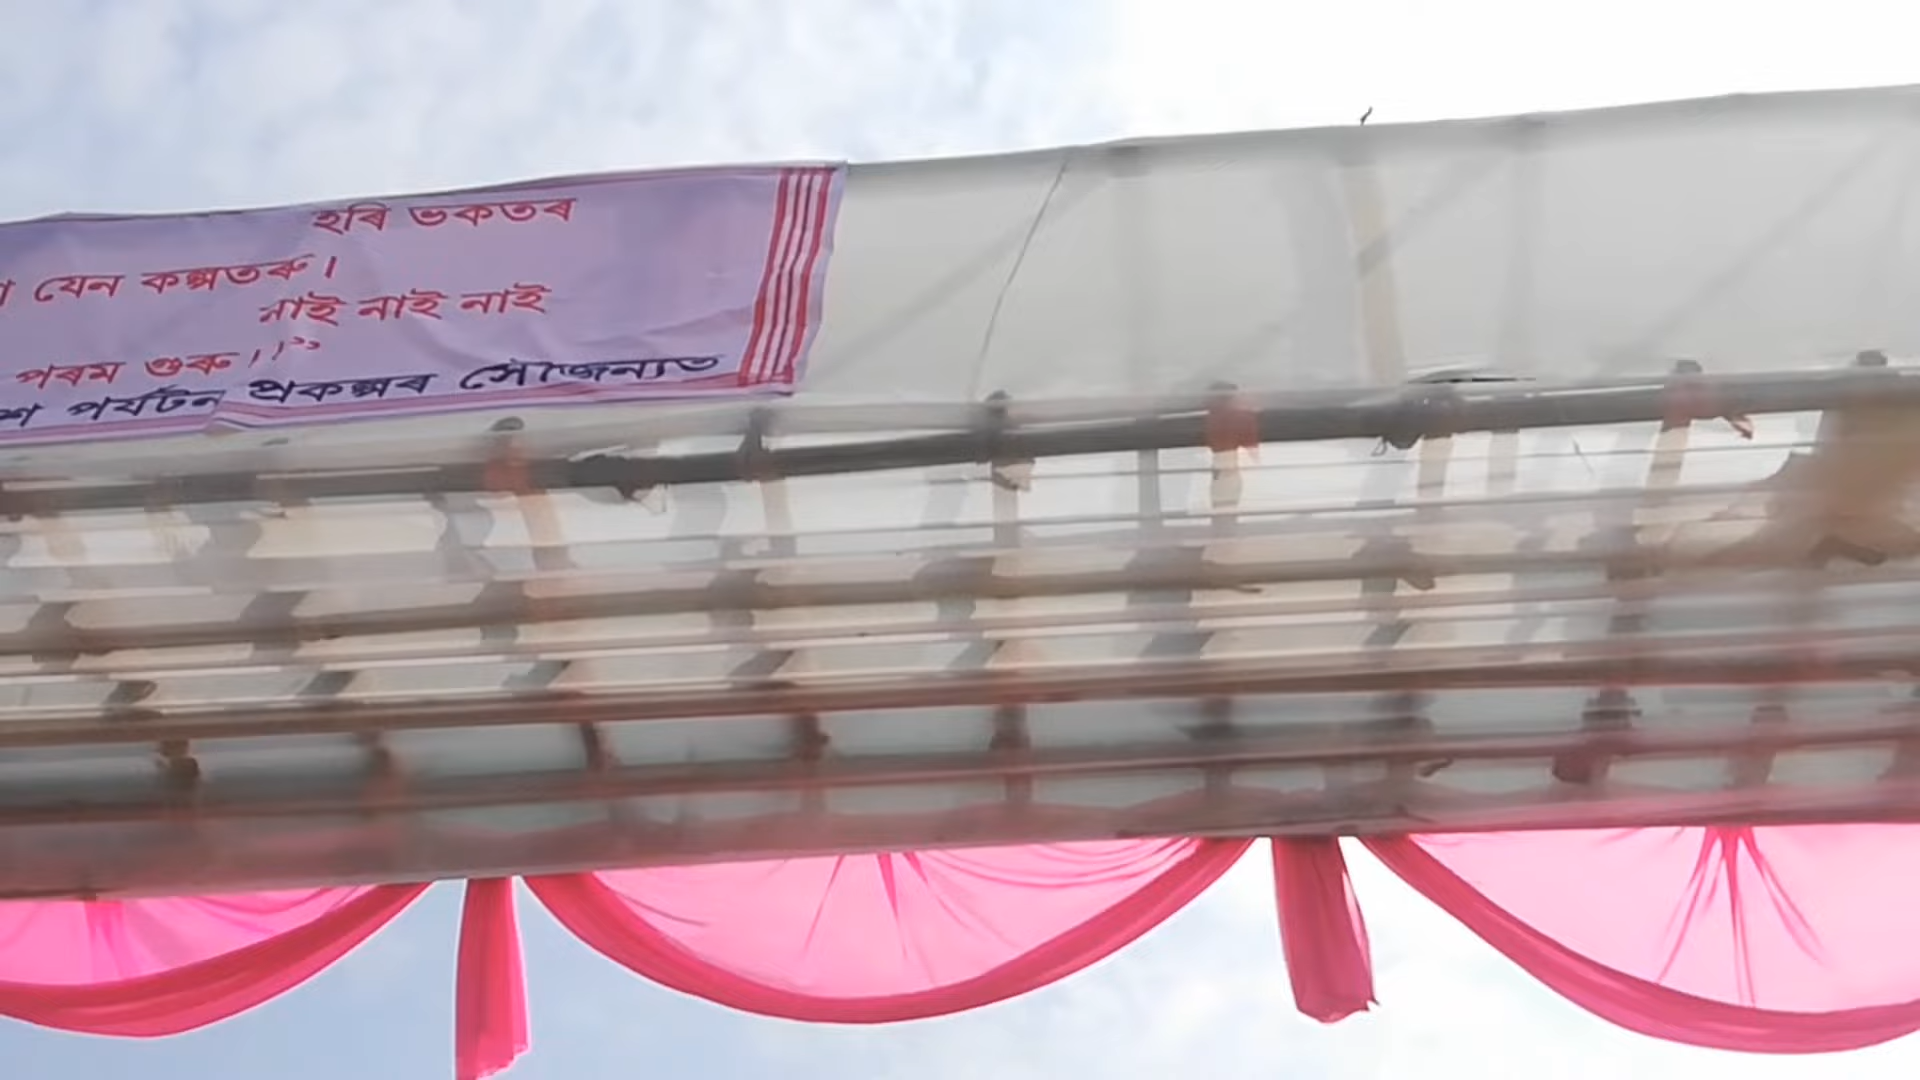 হৰি ভকতৰ
যেন কল্পতৰু।
নাই নাই নাই
পৰম গুৰু।।”
পৰ্যটন প্ৰকল্পৰ সৌজন্যত